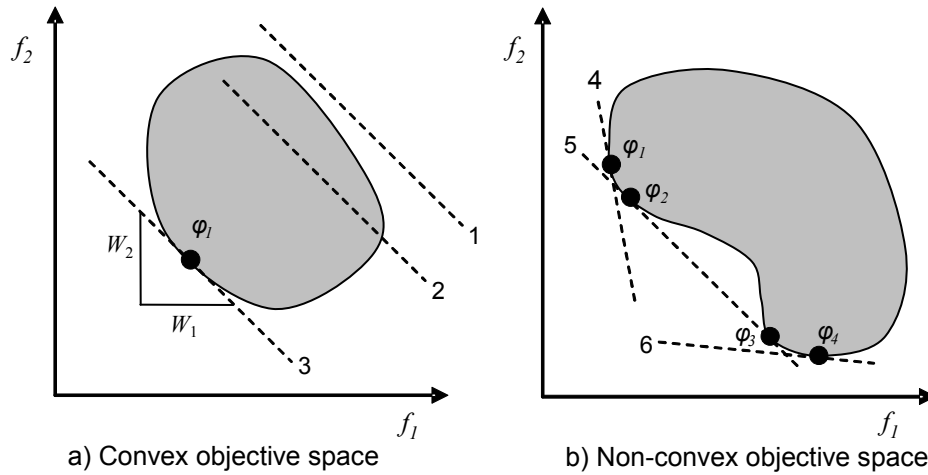 f2
W2
W1
φ1
1
2
3
f1
a) Convex objective space
f2
4
5
φ1
φ2
6
φ3
φ4
f1
b) Non-convex objective space